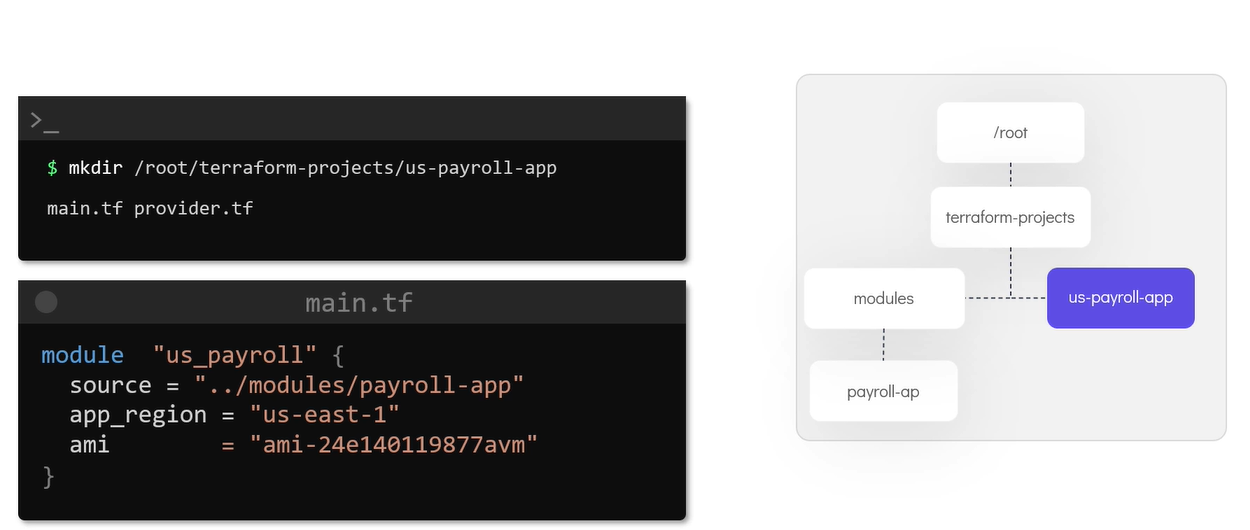 >_
$ mkdir /root/terraform-projects/us-payroll-app
main.tf provider.tf
main.tf
module "us_payroll" {
source = "../modules/payroll-app"
app_region = "us-east-1"
ami = "ami-24e140119877avm"
}
/root
terraform-projects
modules
us-payroll-app
payroll-ap